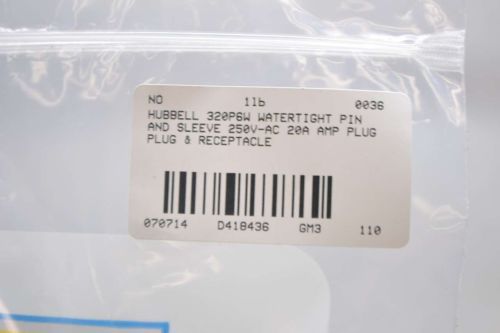 NO 1lb 0036
HUBBELL 320P6W WATERTIGHT PIN
AND SLEEVE 250V-AC 20A AMP PLUG
PLUG & RECEPTACLE
070714 D418436 GM3 110